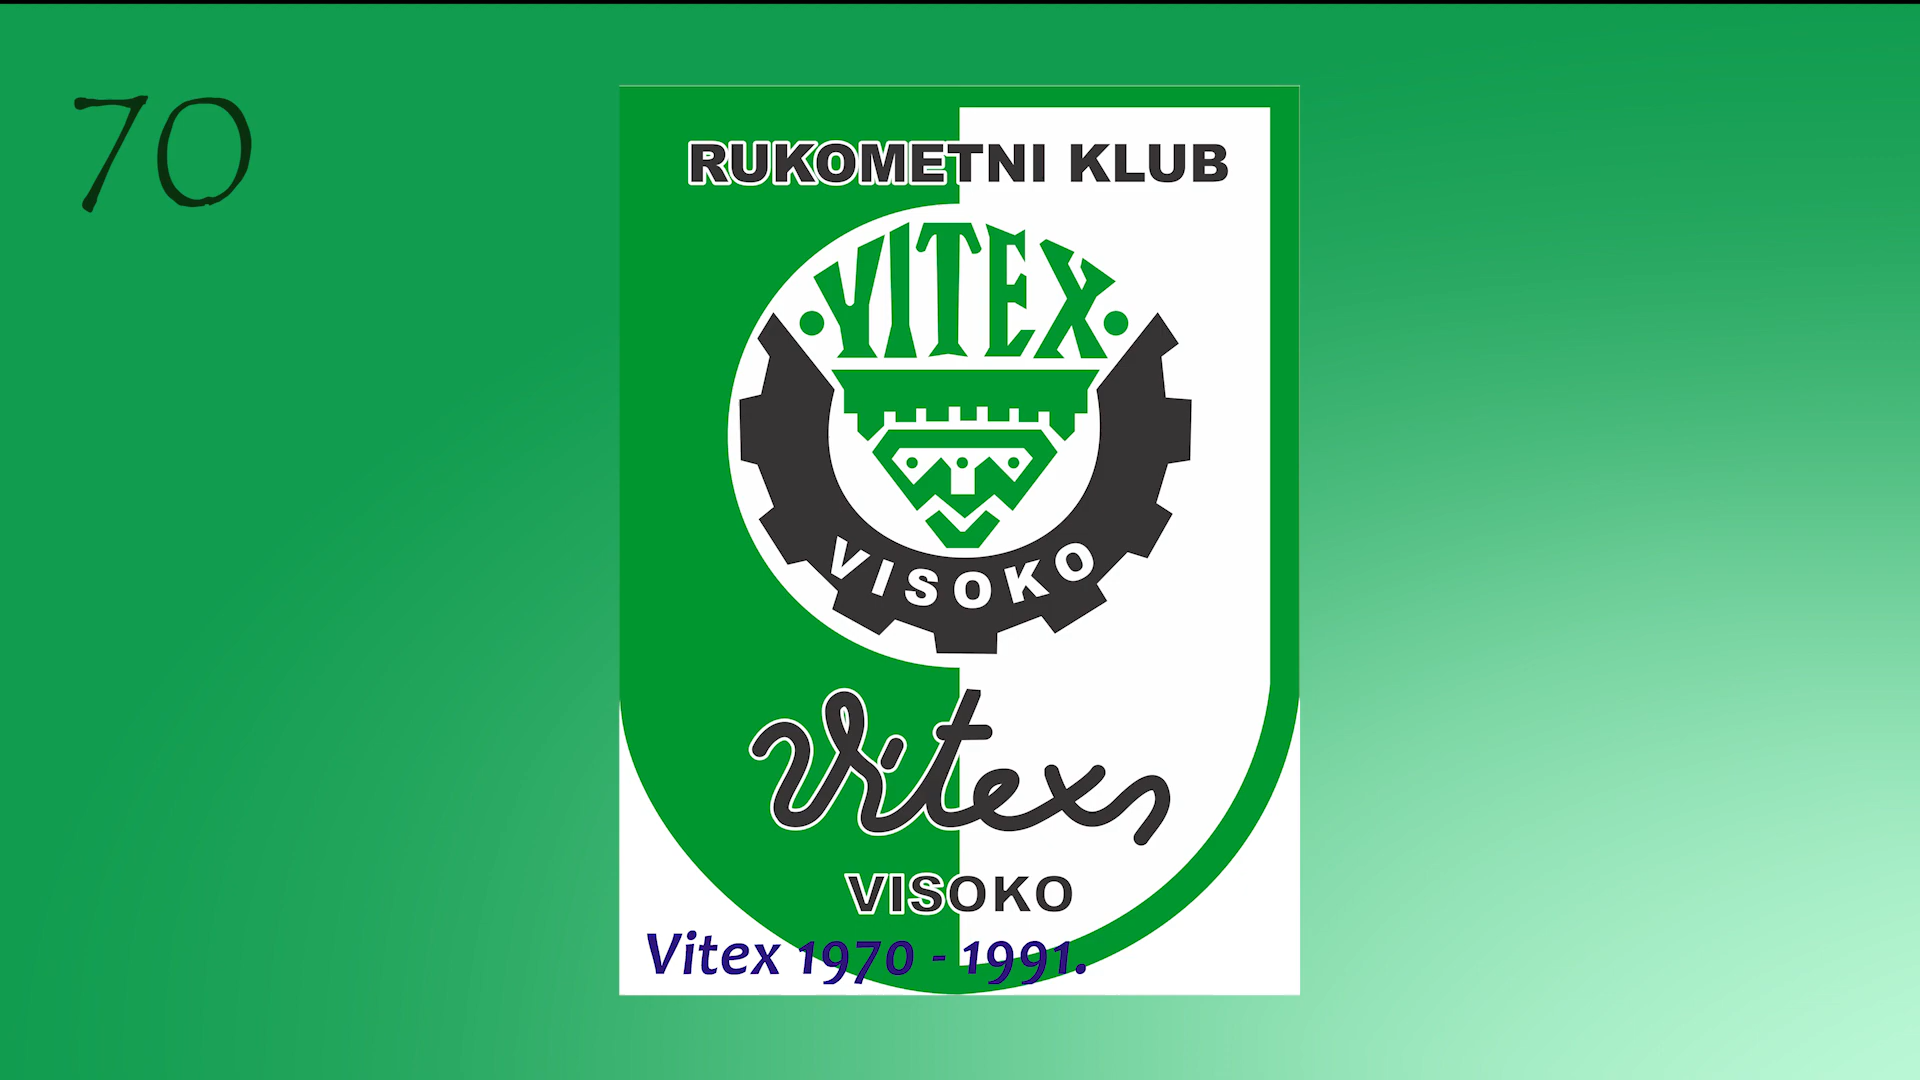 70
RUKOMETNI KLUB
VITEX
VISOKO
Vitex
VISOKO
Vitex 1970 - 1991.